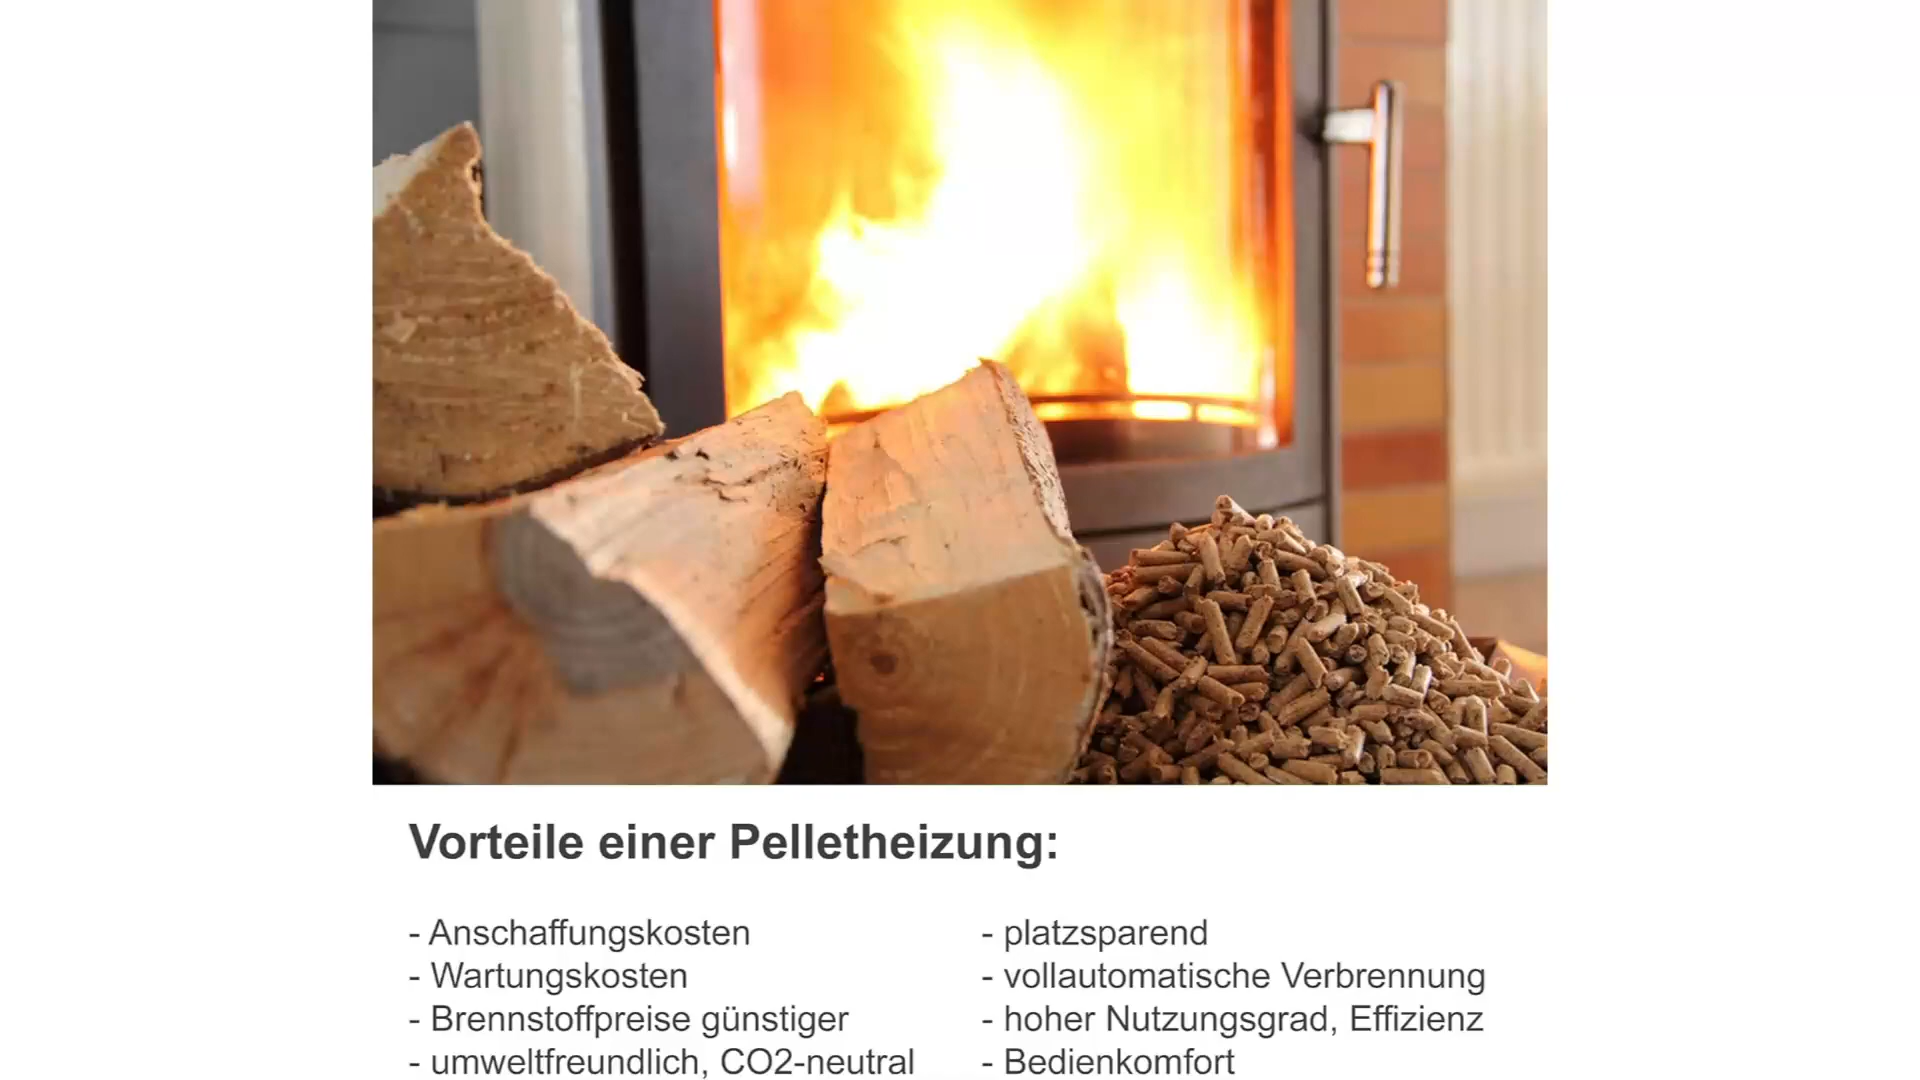 Vorteile einer Pelletheizung:
- Anschaffungskosten
- Wartungskosten
- Brennstoffpreise günstiger
- umweltfreundlich, CO2-neutral
- platzsparend
- vollautomatische Verbrennung
- hoher Nutzungsgrad, Effizienz
- Bedienkomfort